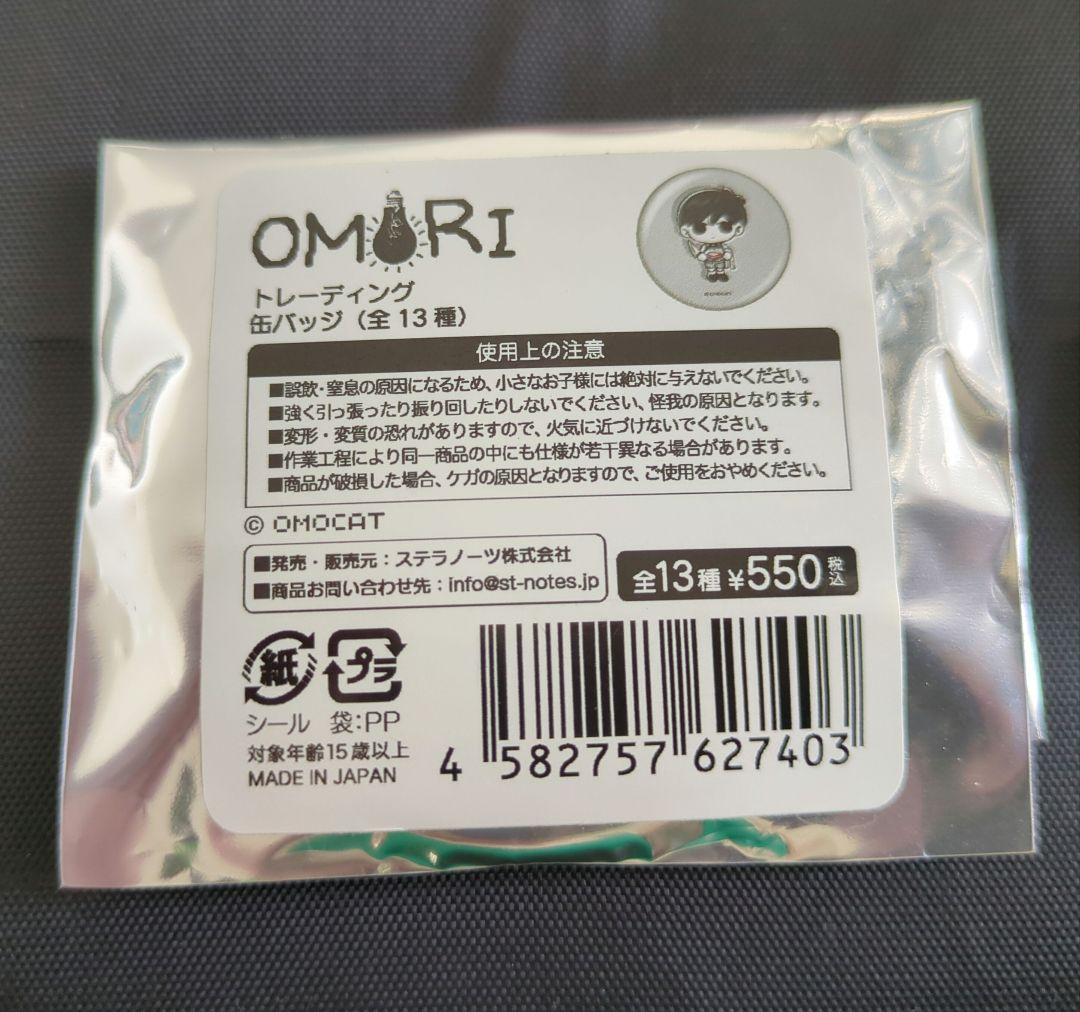 OMORI
トレーディング
缶バッジ（全13種）
使用上の注意
■誤飲・窒息の原因になるため、小さなお子様には絶対に与えないでください。
■強く引っ張ったり振り回したりしないでください、怪我の原因となります。
■変形・変質の恐れがありますので、火気に近づけないでください。
■作業工程により同一商品の中にも仕様が若干異なる場合があります。
■商品が破損した場合、ケガの原因となりますので、ご使用をおやめください。
© OMOCAT
■発売・販売元：ステラノーツ株式会社
■商品お問い合わせ先：info@st-notes.jp
全13種 ¥550 税込
紙 プラ
シール 袋:PP
対象年齢15歳以上
MADE IN JAPAN
4 582757 627403